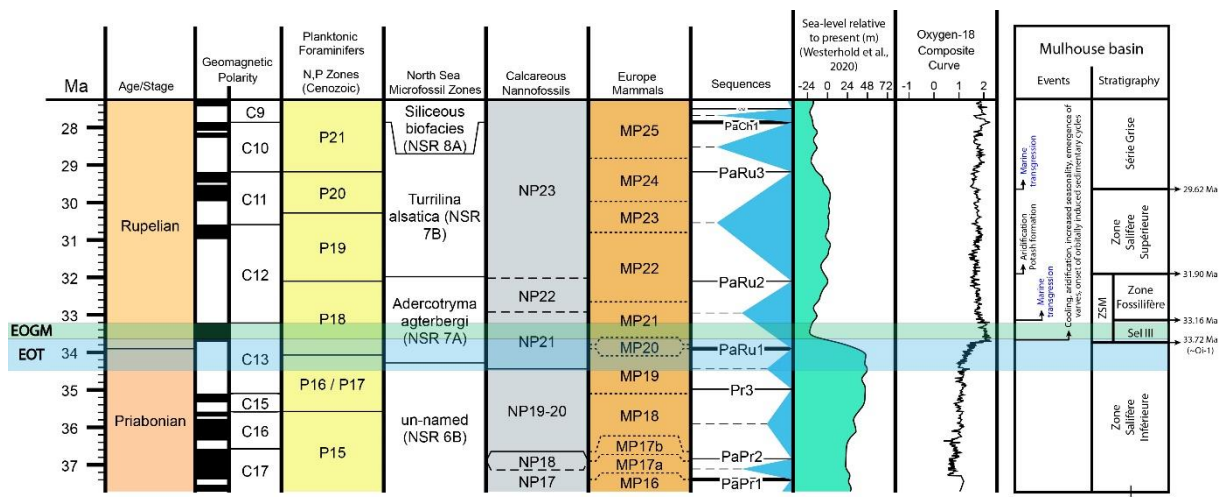 Ma
Age/Stage
Geomagnetic
Polarity
Planktonic
Foraminifers
N,P Zones
(Cenozoic)
North Sea
Microfossil Zones
Calcareous
Nannofossils
Europe
Mammals
Sequences
Sea-level relative
to present (m)
(Westerhold et al.,
2020)
-24 0 24 48 72
Oxygen-18
Composite
Curve
-1 0 1 2
Mulhouse basin
Events
Stratigraphy
28
29
30
31
32
33
34
35
36
37
EOGM
EOT
Rupelian
Priabonian
C9
C10
C11
C12
C13
C15
C16
C17
P21
P20
P19
P18
P16 / P17
P15
Siliceous
biofacies
(NSR 8A)
Turrilina
alsatica (NSR
7B)
Adercotryma
agterbergi
(NSR 7A)
un-named
(NSR 6B)
NP23
NP22
NP21
NP19-20
NP18
NP17
MP25
MP24
MP23
MP22
MP21
MP20
MP19
MP18
MP17b
MP17a
MP16
PaCh1
PaRu3
PaRu2
PaRu1
Pr3
PaPr2
PaPr1
Marine
transgression
Aridification
Potash formation
Marine
transgression
Cooling, aridification, increased seasonality, emergence of
varves, onset of orbitally induced sedimentary cycles
Série Grise
Zone
Salifère
Supérieure
ZSM
Zone
Fossilifère
Sel III
Zone
Salifère
Inférieure
29.62 Ma
31.90 Ma
33.16 Ma
33.72 Ma
(~Oi-1)